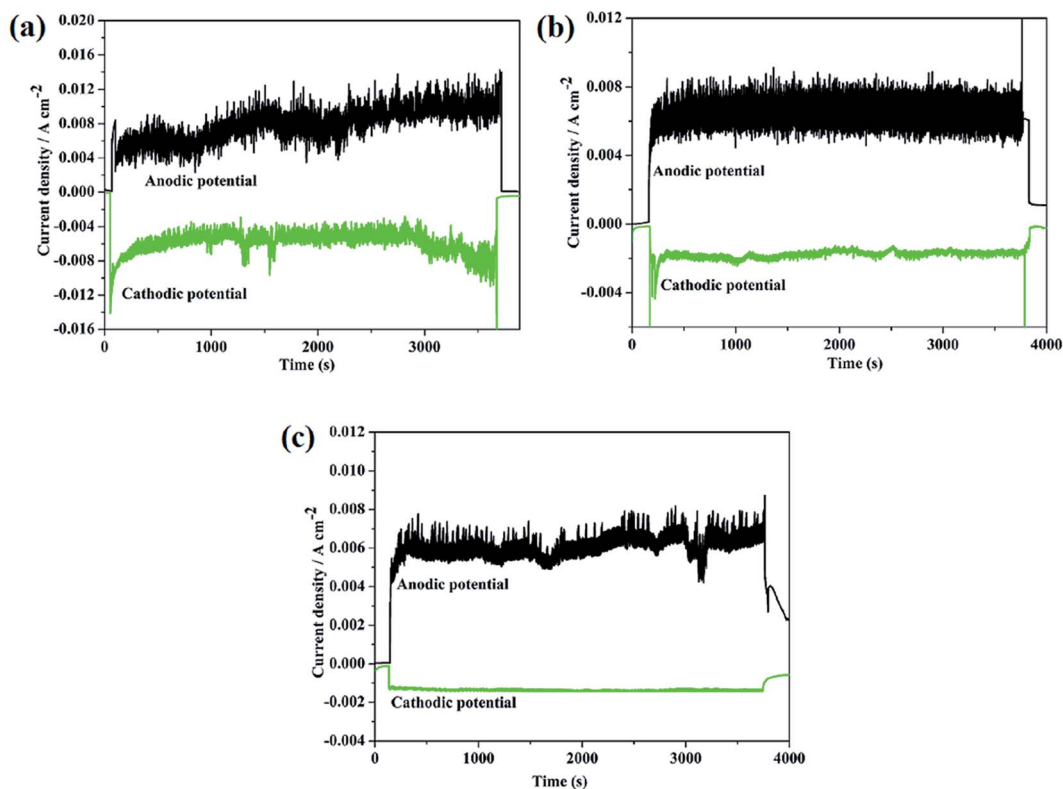 (a)
0.020
0.016
0.012
0.008
0.004
0.000
-0.004
-0.008
-0.012
-0.016
Current density / A cm-2
Anodic potential
Cathodic potential
0 1000 2000 3000
Time (s)
(b)
0.012
0.008
0.004
0.000
-0.004
Current density / A cm-2
Anodic potential
Cathodic potential
0 1000 2000 3000 4000
Time (s)
(c)
0.012
0.010
0.008
0.006
0.004
0.002
0.000
-0.002
-0.004
Current density / A cm-2
Anodic potential
Cathodic potential
0 1000 2000 3000 4000
Time (s)